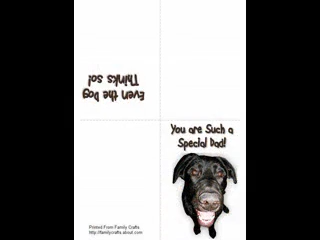 Even the Dog
Thinks so!
You are Such a
Special Dad!
Printed From Family Crafts
http://familycrafts.about.com